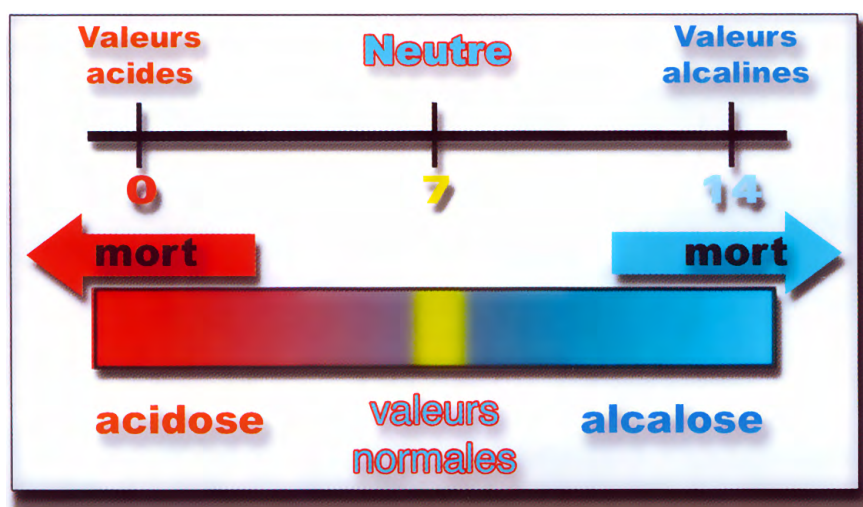 Valeurs
acides
Neutre
Valeurs
alcalines
0
7
14
mort
mort
acidose
valeurs
normales
alcalose